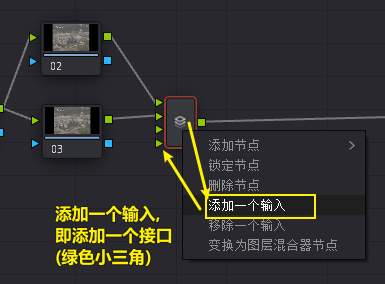 02
03
添加节点
锁定节点
删除节点
添加一个输入
移除一个输入
变换为图层混合器节点
添加一个输入,
即添加一个接口
(绿色小三角)